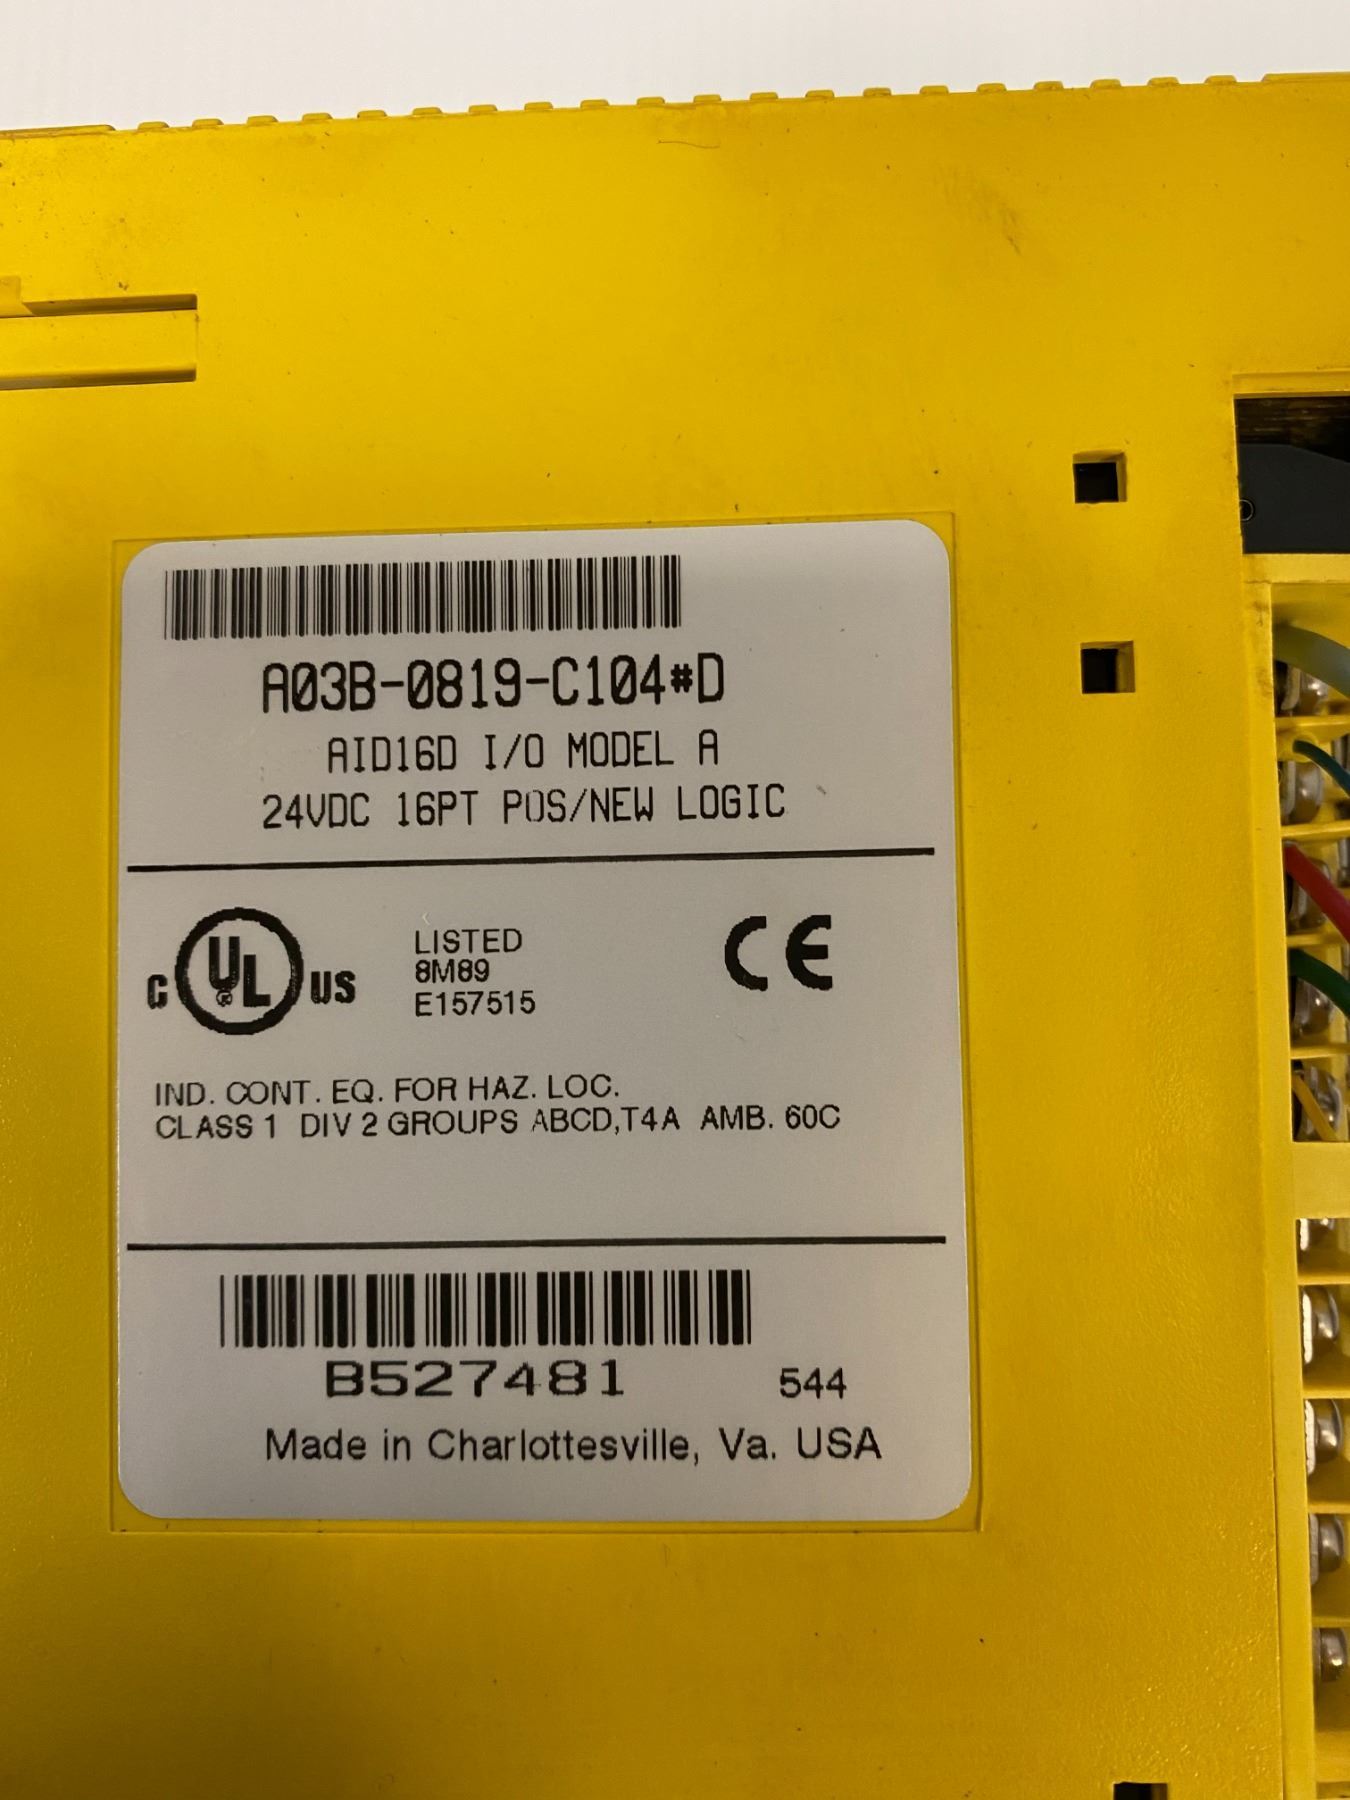 A03B-0819-C104#D
AID16D I/O MODEL A
24VDC 16PT POS/NEW LOGIC
C UL® US
LISTED
8M89
E157515
CE
IND. CONT. EQ. FOR HAZ. LOC.
CLASS 1 DIV 2 GROUPS ABCD,T4A AMB. 60C
B527481 544
Made in Charlottesville, Va. USA